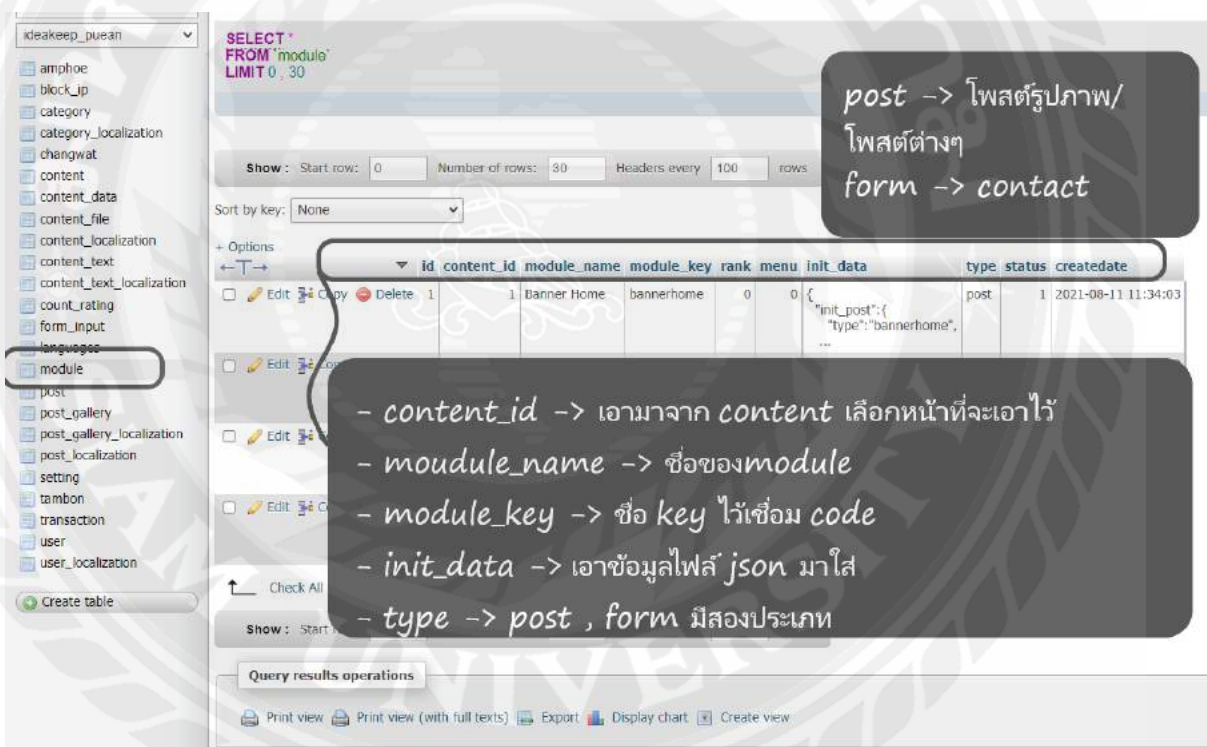 ideakeep_puean
amphoe
block_ip
category
category_localization
changwat
content
content_data
content_file
content_localization
content_text
content_text_localization
count_rating
form_input
languages
module
post
post_gallery
post_gallery_localization
post_localization
setting
tambon
transaction
user
user_localization
Create table
SELECT *
FROM `module`
LIMIT 0 , 30
post -> โพสต์รูปภาพ/
โพสต์ต่างๆ
form -> contact
Show : Start row: 0 Number of rows: 30 Headers every 100 rows
Sort by key: None
+ Options
←T→ id content_id module_name module_key rank menu init_data type status createdate
Edit Copy Delete 1 1 Banner Home bannerhome 0 0 { post 1 2021-08-11 11:34:03
"init_post":{
"type":"bannerhome",
...
Edit
- content_id -> เอามาจาก content เลือกหน้าที่จะเอาไว้
Edit
- moudule_name -> ชื่อของmodule
- module_key -> ชื่อ key ไว้เชื่อม code
Edit
- init_data -> เอาข้อมูลไฟล์ json มาใส่
Check All
- type -> post , form มีสองประเภท
Show : Start
Query results operations
Print view Print view (with full texts) Export Display chart Create view